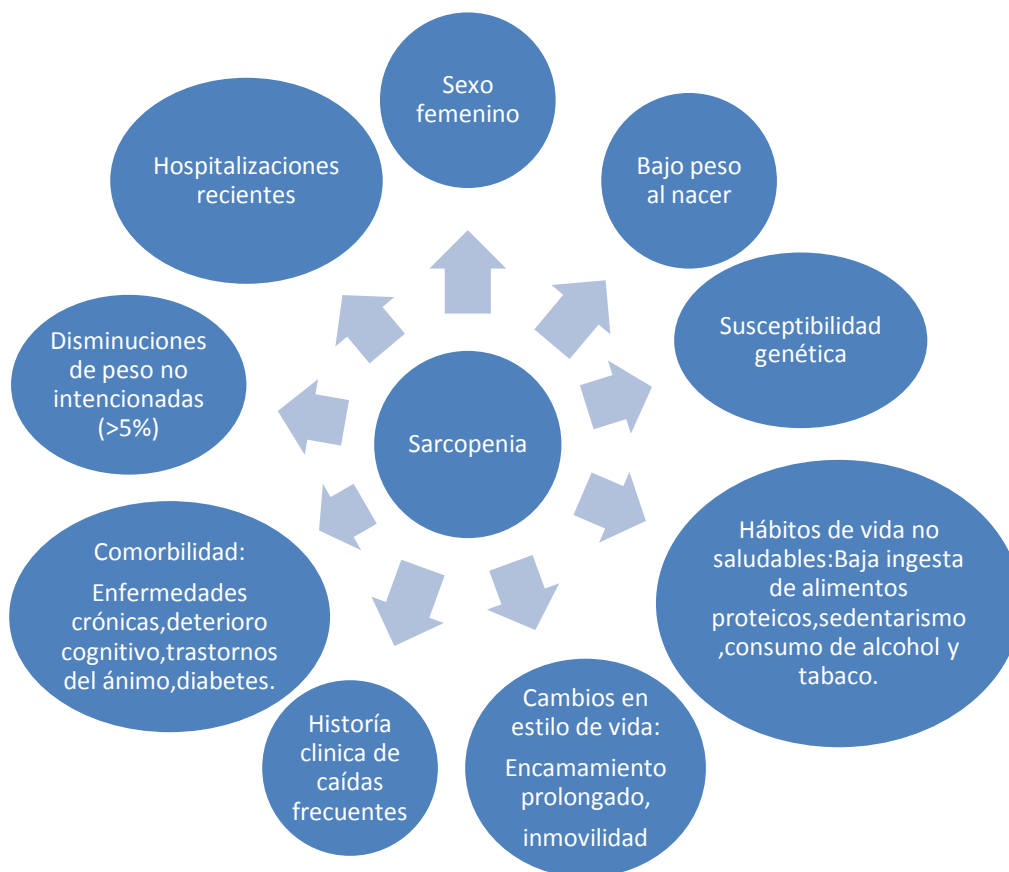 Sexo
femenino
Bajo peso
al nacer
Susceptibilidad
genética
Hábitos de vida no
saludables:Baja ingesta
de alimentos
proteicos,sedentarismo
,consumo de alcohol y
tabaco.
Cambios en
estilo de vida:
Encamamiento
prolongado,
inmovilidad
Historía
clinica de
caídas
frecuentes
Comorbilidad:
Enfermedades
crónicas,deterioro
cognitivo,trastornos
del ánimo,diabetes.
Disminuciones
de peso no
intencionadas
(>5%)
Hospitalizaciones
recientes
Sarcopenia